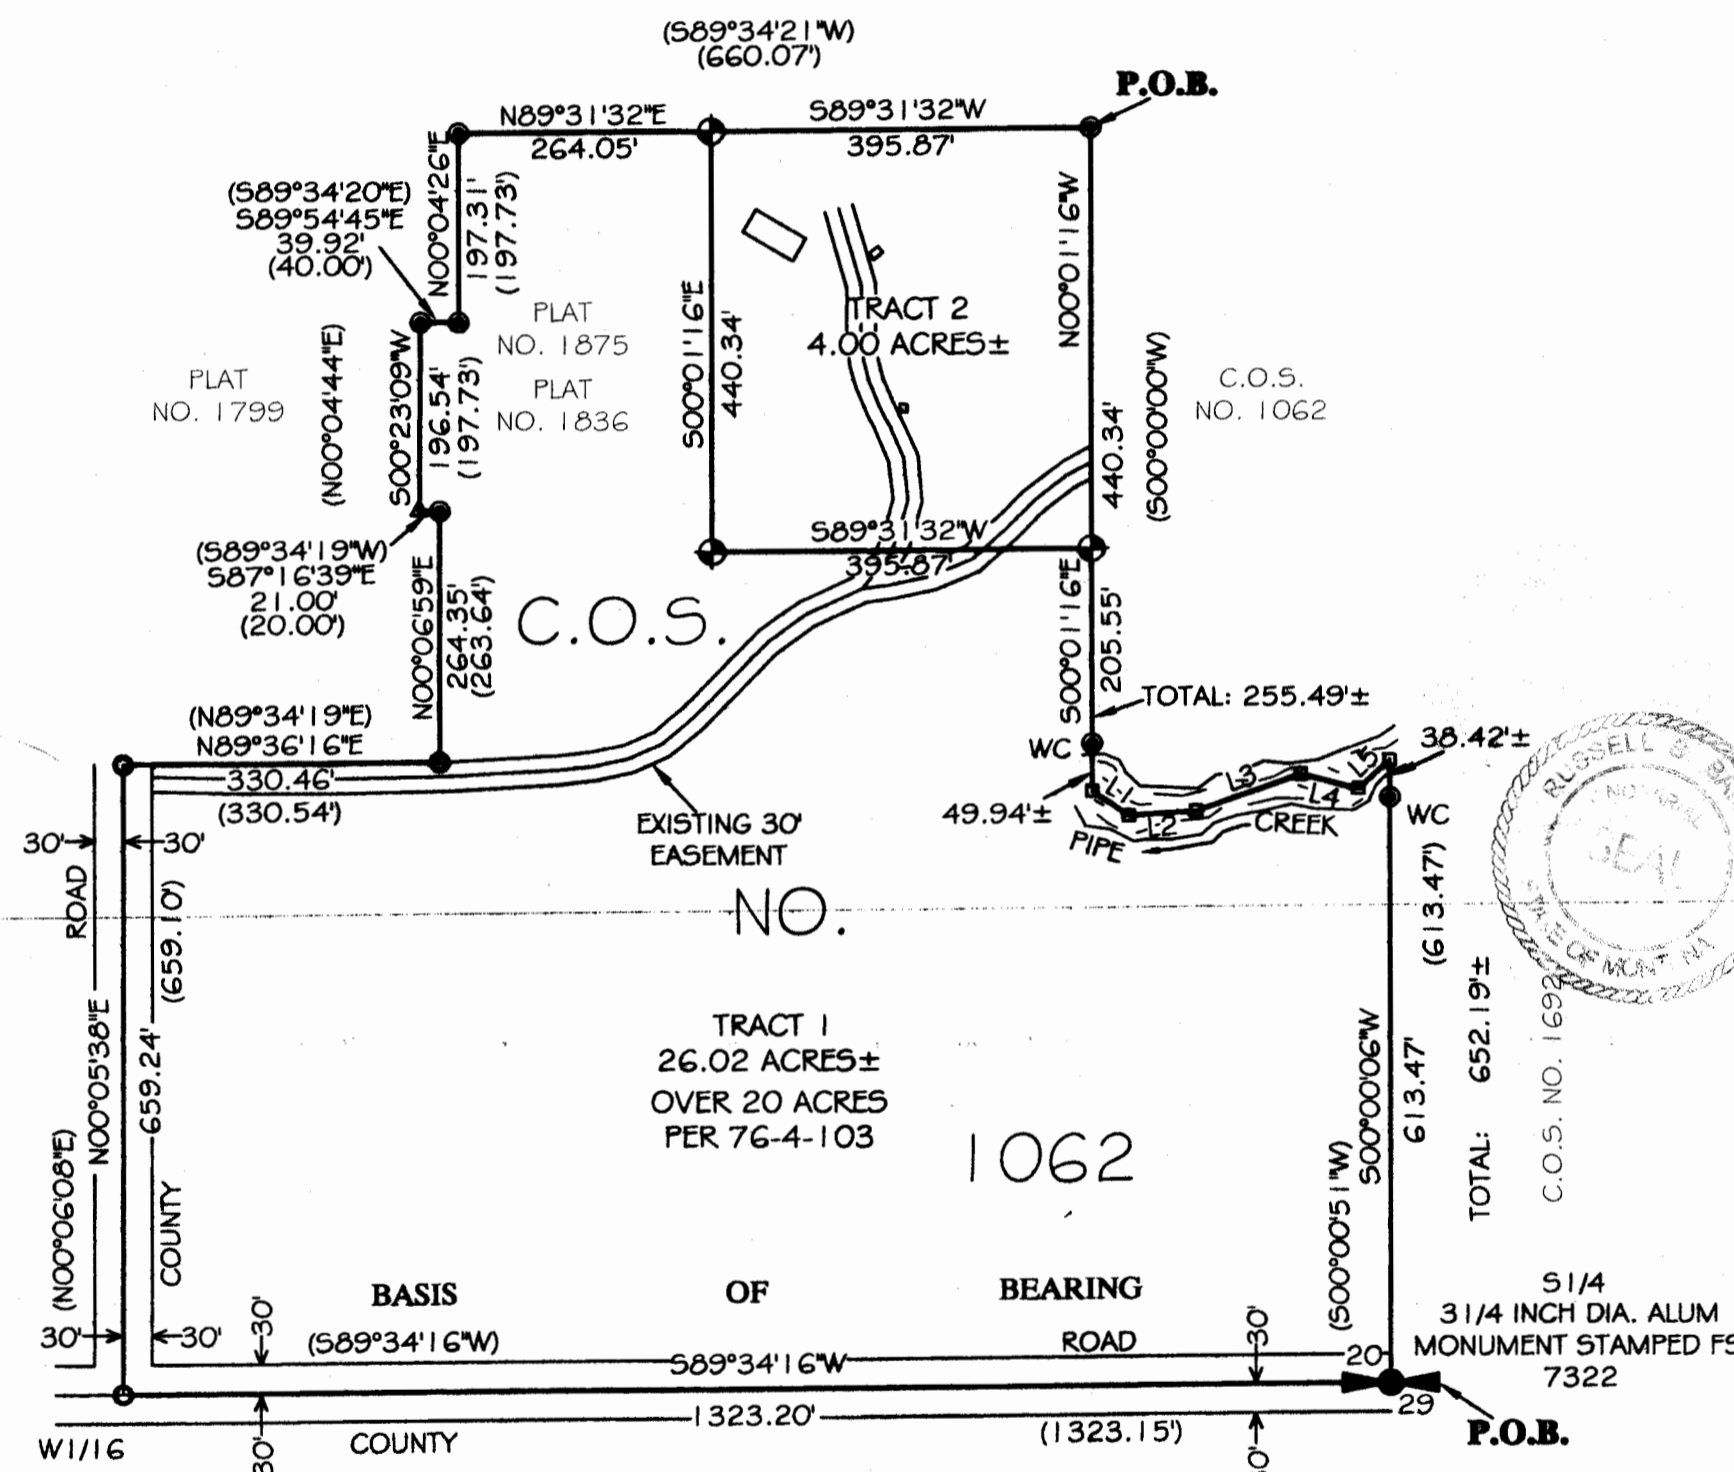 (S89°34'21"W)
(660.07')
P.O.B.
N89°31'32"E
264.05'
S89°31'32"W
395.87'
(S89°34'20"E)
S89°54'45"E
39.92'
(40.00')
N00°04'26"E
197.31'
(197.73')
PLAT
NO. 1875
PLAT
NO. 1836
PLAT
NO. 1799
(N00°04'44"E)
S00°23'09"W
196.54'
(197.73')
S00°01'16"E
440.34'
TRACT 2
4.00 ACRES±
N00°01'16"W
440.34'
(S00°00'00"W)
C.O.S.
NO. 1062
(S89°34'19"W)
S87°16'39"E
21.00'
(20.00')
N00°06'59"E
264.35'
(263.64')
S89°31'32"W
395.87'
C.O.S.
S00°01'16"E
205.55'
TOTAL: 255.49'±
(N89°34'19"E)
N89°36'16"E
330.46'
(330.54')
WC
49.94'±
L-1
L2
L3
L4
L5
38.42'±
WC
PIPE
CREEK
EXISTING 30'
EASEMENT
30'
30'
ROAD
NO.
(659.10')
N00°05'38"E
659.24'
(N00°06'08"E)
COUNTY
TRACT 1
26.02 ACRES±
OVER 20 ACRES
PER 76-4-103
1062
(613.47')
S00°00'06"W
613.47'
(S00°00'51"W)
TOTAL: 652.19'±
C.O.S. NO. 1692
RUSSELL
NOTARIAL
SEAL
OF MONT
BASIS OF BEARING
30'
30'
30'
30'
(S89°34'16"W)
S89°34'16"W
ROAD
20
S1/4
3 1/4 INCH DIA. ALUM
MONUMENT STAMPED
7322
29
P.O.B.
1323.20'
(1323.15')
W1/16
COUNTY
30'